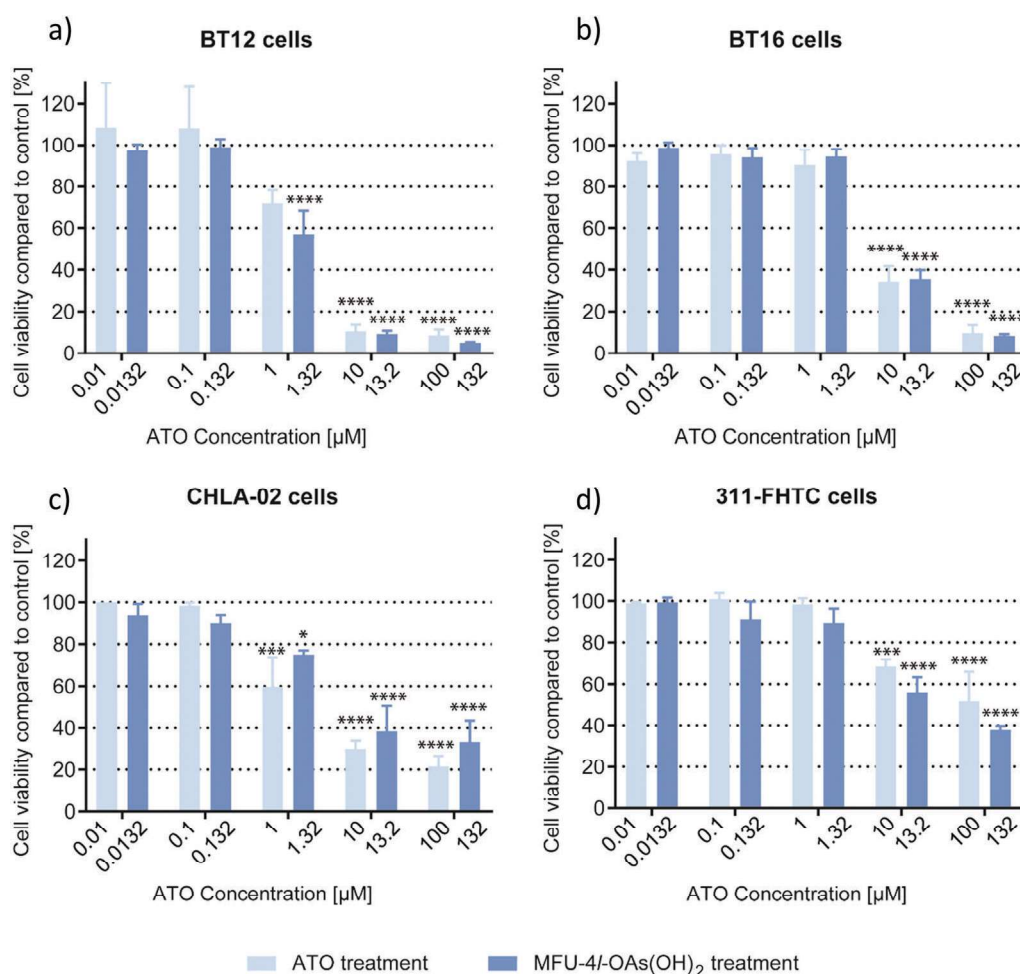 a)
BT12 cells
Cell viability compared to control [%]
120
100
80
60
40
20
0
****
**** **** **** ****
0.01 0.0132 0.1 0.132 1 1.32 10 13.2 100 132
ATO Concentration [µM]
b)
BT16 cells
Cell viability compared to control [%]
120
100
80
60
40
20
0
**** **** **** ****
0.01 0.0132 0.1 0.132 1 1.32 10 13.2 100 132
ATO Concentration [µM]
c)
CHLA-02 cells
Cell viability compared to control [%]
120
100
80
60
40
20
0
*** * **** **** **** ****
0.01 0.0132 0.1 0.132 1 1.32 10 13.2 100 132
ATO Concentration [µM]
d)
311-FHTC cells
Cell viability compared to control [%]
120
100
80
60
40
20
0
*** **** **** ****
0.01 0.0132 0.1 0.132 1 1.32 10 13.2 100 132
ATO Concentration [µM]
ATO treatment MFU-4l-OAs(OH)₂ treatment